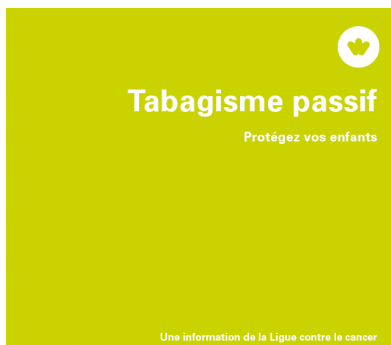 Tabagisme passif
Protégez vos enfants
Une information de la Ligue contre le cancer